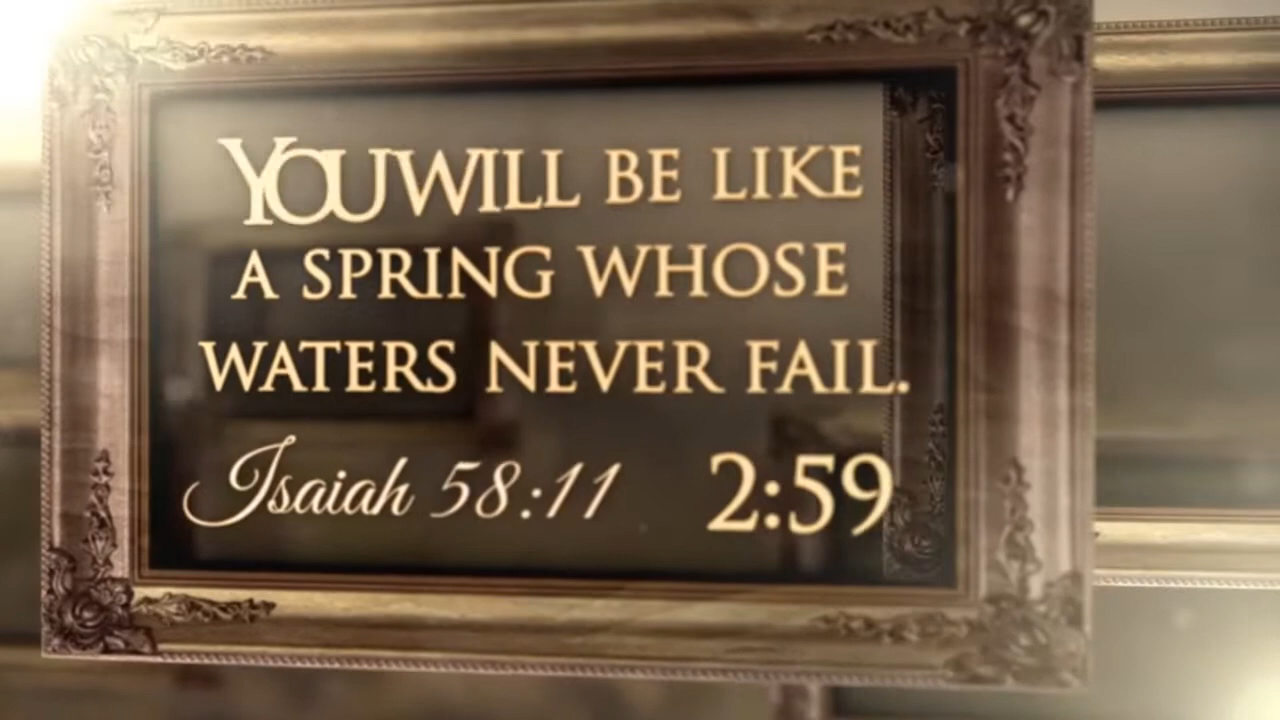 YOU WILL BE LIKE
A SPRING WHOSE
WATERS NEVER FAIL.
Isaiah 58:11 2:59